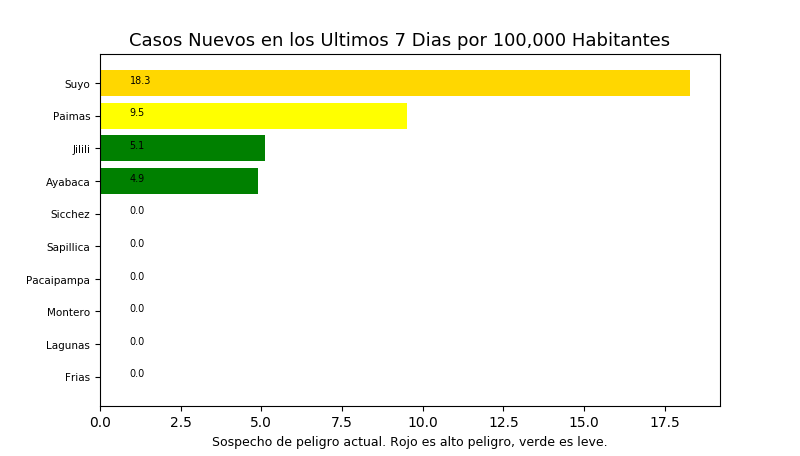 Casos Nuevos en los Ultimos 7 Dias por 100,000 Habitantes
Suyo 18.3
Paimas 9.5
Jilili 5.1
Ayabaca 4.9
Sicchez 0.0
Sapillica 0.0
Pacaipampa 0.0
Montero 0.0
Lagunas 0.0
Frias 0.0
0.0 2.5 5.0 7.5 10.0 12.5 15.0 17.5
Sospecho de peligro actual. Rojo es alto peligro, verde es leve.